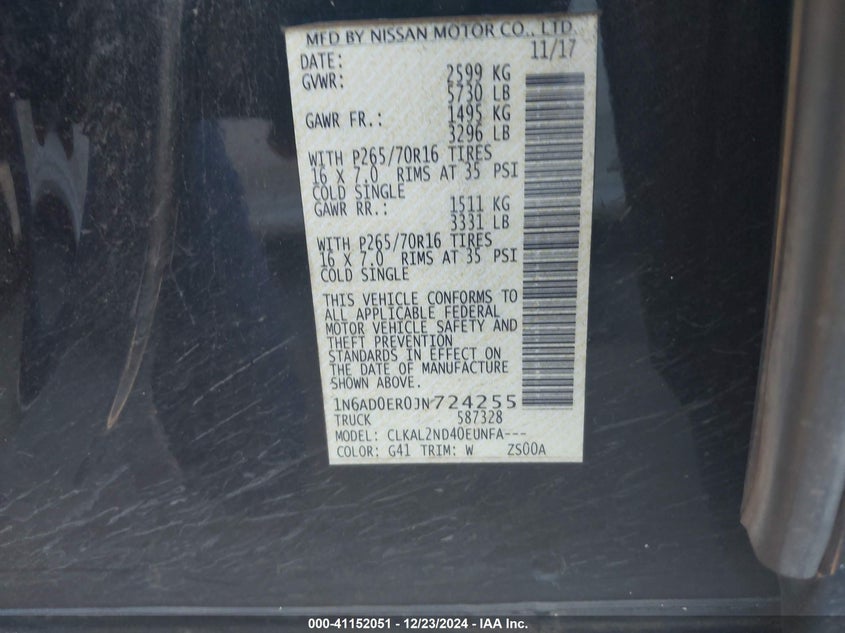 MFD BY NISSAN MOTOR CO., LTD.
DATE: 11/17
GVWR: 2599 KG
5730 LB
GAWR FR.: 1495 KG
3296 LB
WITH P265/70R16 TIRES
16 X 7.0 RIMS AT 35 PSI
COLD SINGLE
GAWR RR.: 1511 KG
3331 LB
WITH P265/70R16 TIRES
16 X 7.0 RIMS AT 35 PSI
COLD SINGLE
THIS VEHICLE CONFORMS TO
ALL APPLICABLE FEDERAL
MOTOR VEHICLE SAFETY AND
THEFT PREVENTION
STANDARDS IN EFFECT ON
THE DATE OF MANUFACTURE
SHOWN ABOVE.
1N6AD0ER0JN724255
TRUCK 587328
MODEL: CLKAL2ND40EUNFA---
COLOR: G41 TRIM: W ZS00A
000-41152051 - 12/23/2024 - IAA Inc.